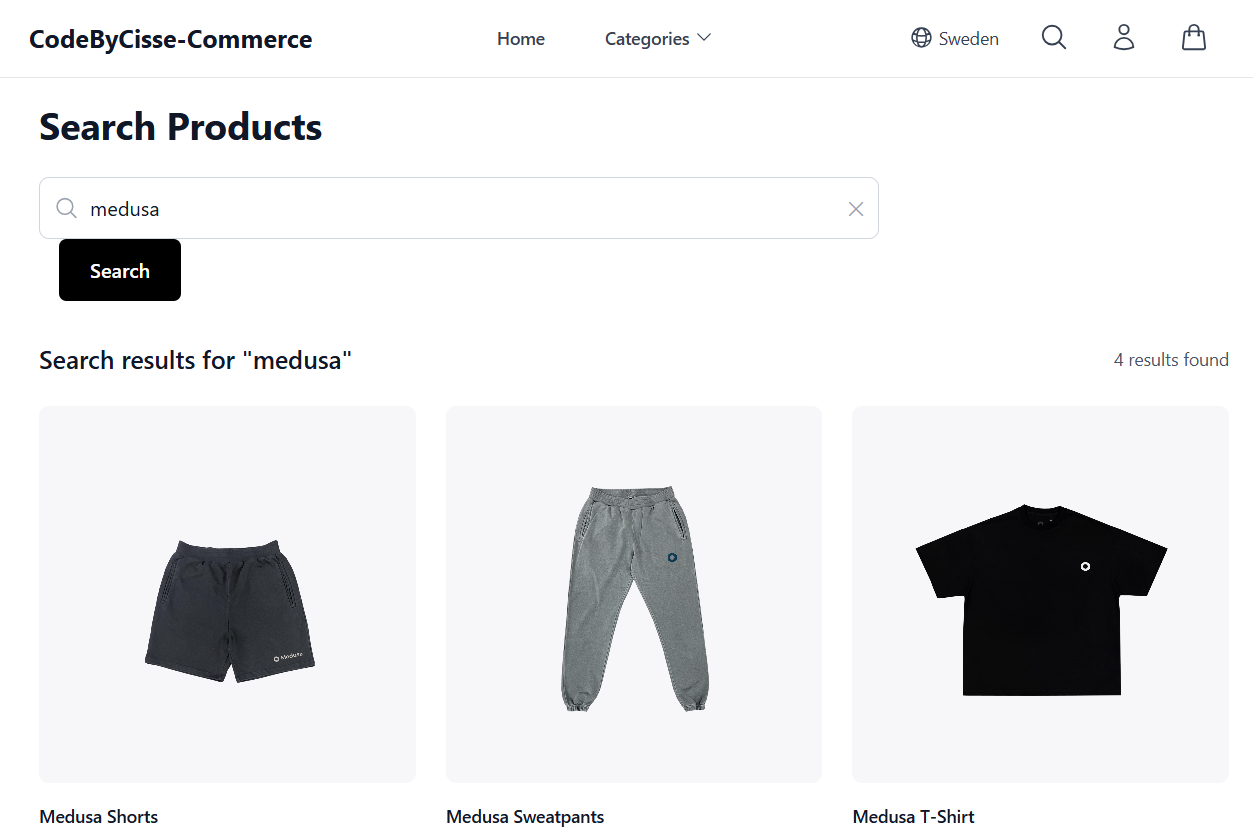 CodeByCisse-Commerce
Home
Categories
Sweden
Search Products
medusa
Search
Search results for "medusa"
4 results found
Medusa
Medusa Shorts
Medusa Sweatpants
Medusa T-Shirt